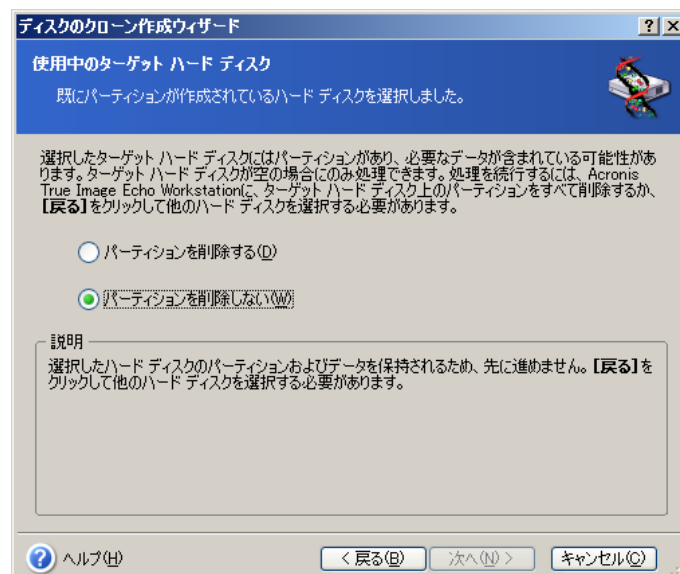 ディスクのクローン作成ウィザード
使用中のターゲット ハード ディスク
既にパーティションが作成されているハード ディスクを選択しました。
選択したターゲット ハード ディスクにはパーティションがあり、必要なデータが含まれている可能性があ
ります。ターゲット ハード ディスクが空の場合にのみ処理できます。処理を続行するには、Acronis
True Image Echo Workstationに、ターゲット ハード ディスク上のパーティションをすべて削除するか、
[戻る]をクリックして他のハード ディスクを選択する必要があります。
パーティションを削除する(D)
パーティションを削除しない(W)
説明
選択したハード ディスクのパーティションおよびデータを保持されるため、先に進めません。[戻る]を
クリックして他のハード ディスクを選択する必要があります。
ヘルプ(H)
< 戻る(B)
次へ(N) >
キャンセル(C)